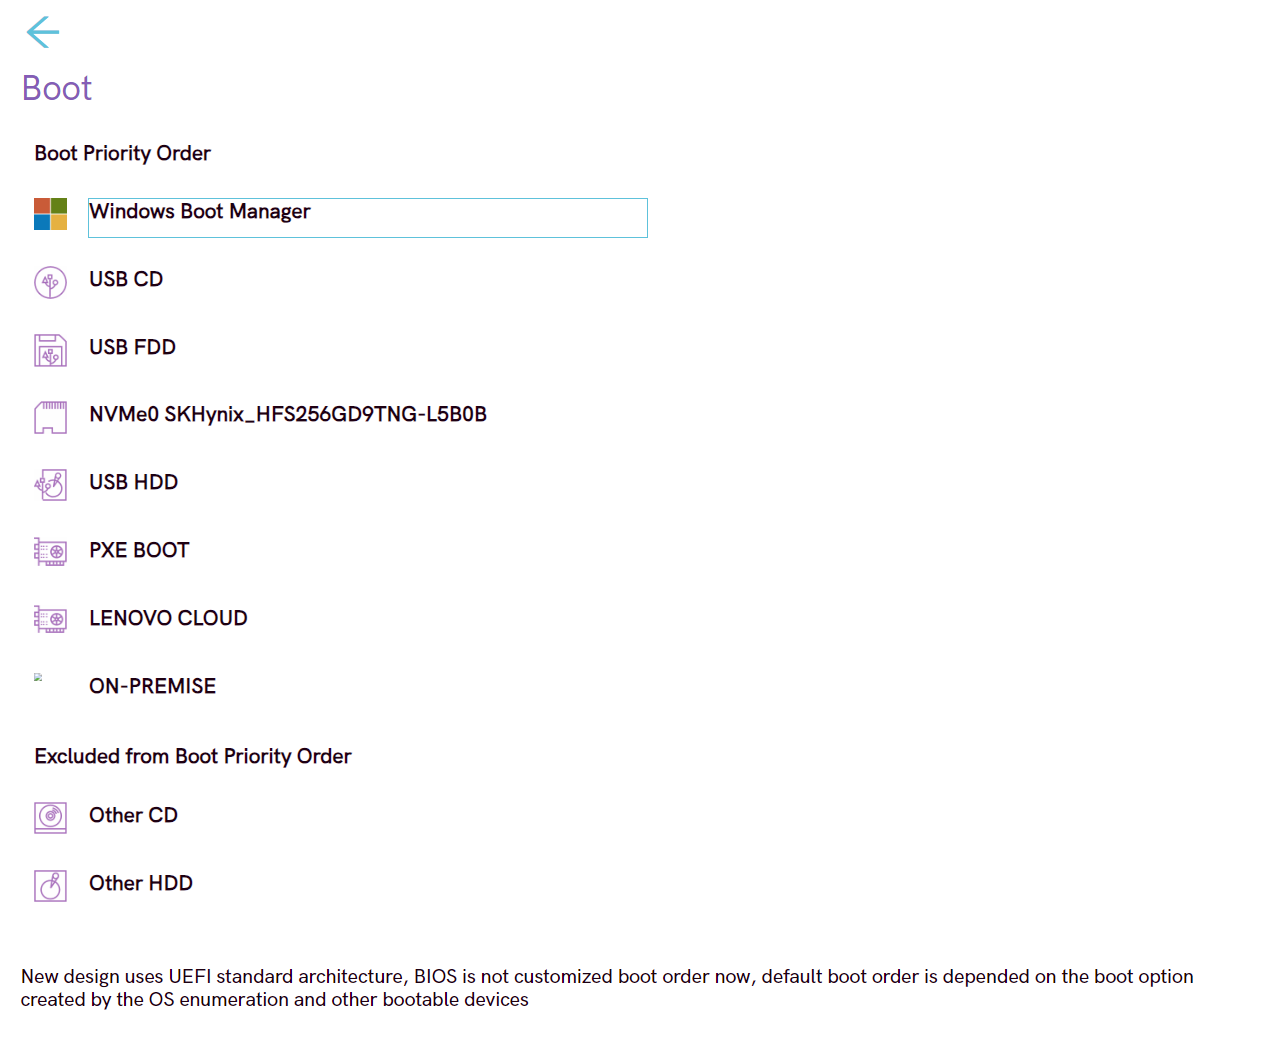 Boot
Boot Priority Order
Windows Boot Manager
USB CD
USB FDD
NVMe0 SKHynix_HFS256GD9TNG-L5B0B
USB HDD
PXE BOOT
LENOVO CLOUD
ON-PREMISE
Excluded from Boot Priority Order
Other CD
Other HDD
New design uses UEFI standard architecture, BIOS is not customized boot order now, default boot order is depended on the boot option
created by the OS enumeration and other bootable devices